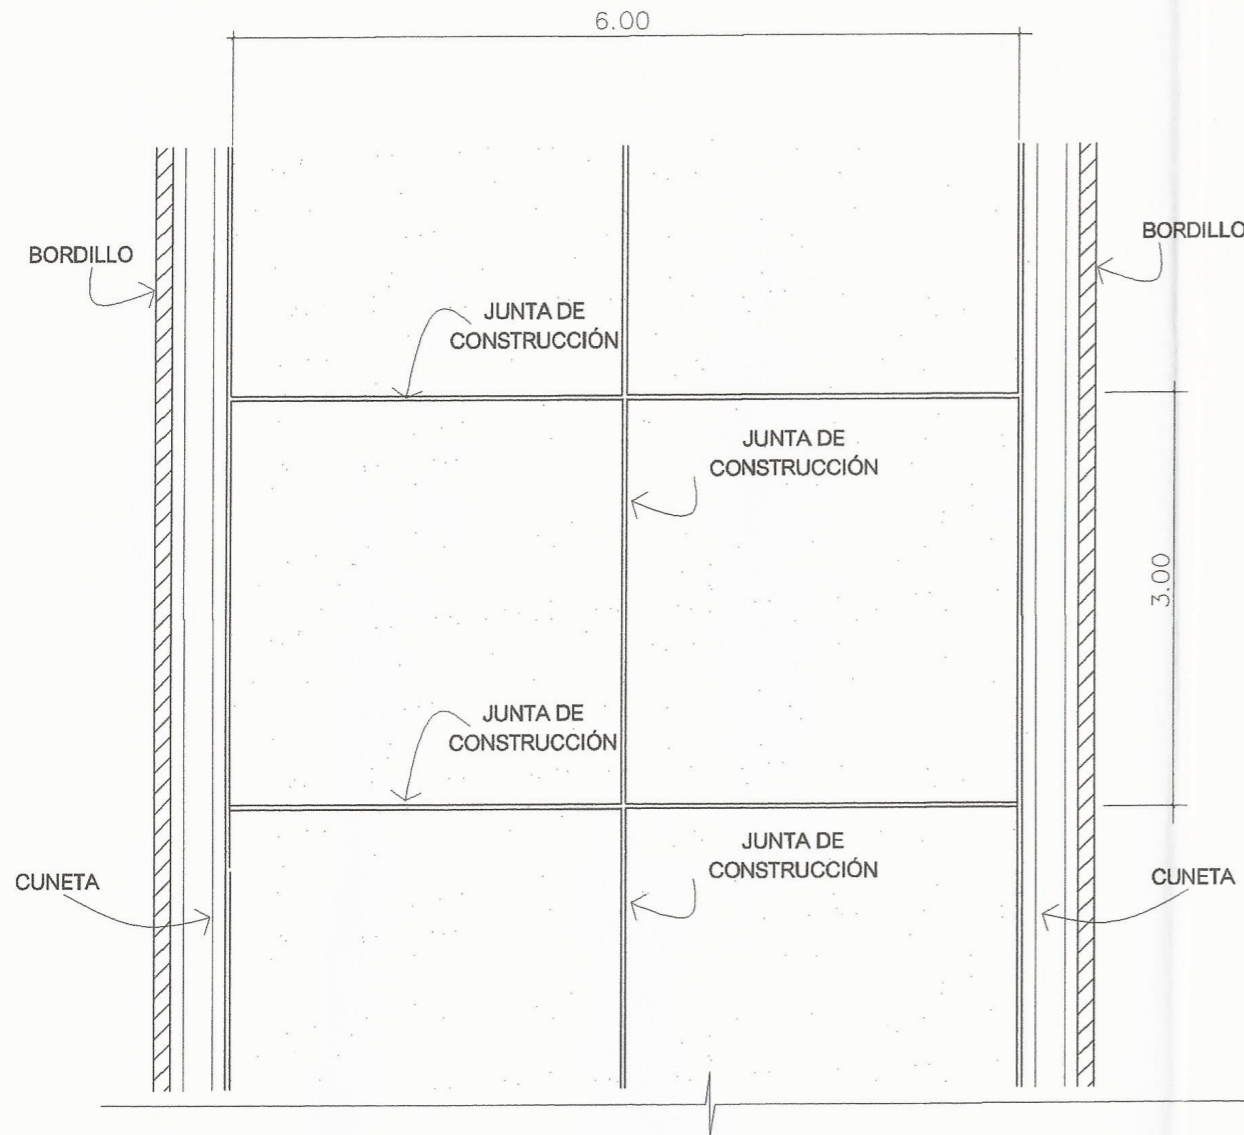 6.00
BORDILLO
BORDILLO
JUNTA DE
CONSTRUCCIÓN
JUNTA DE
CONSTRUCCIÓN
3.00
JUNTA DE
CONSTRUCCIÓN
JUNTA DE
CONSTRUCCIÓN
CUNETA
CUNETA